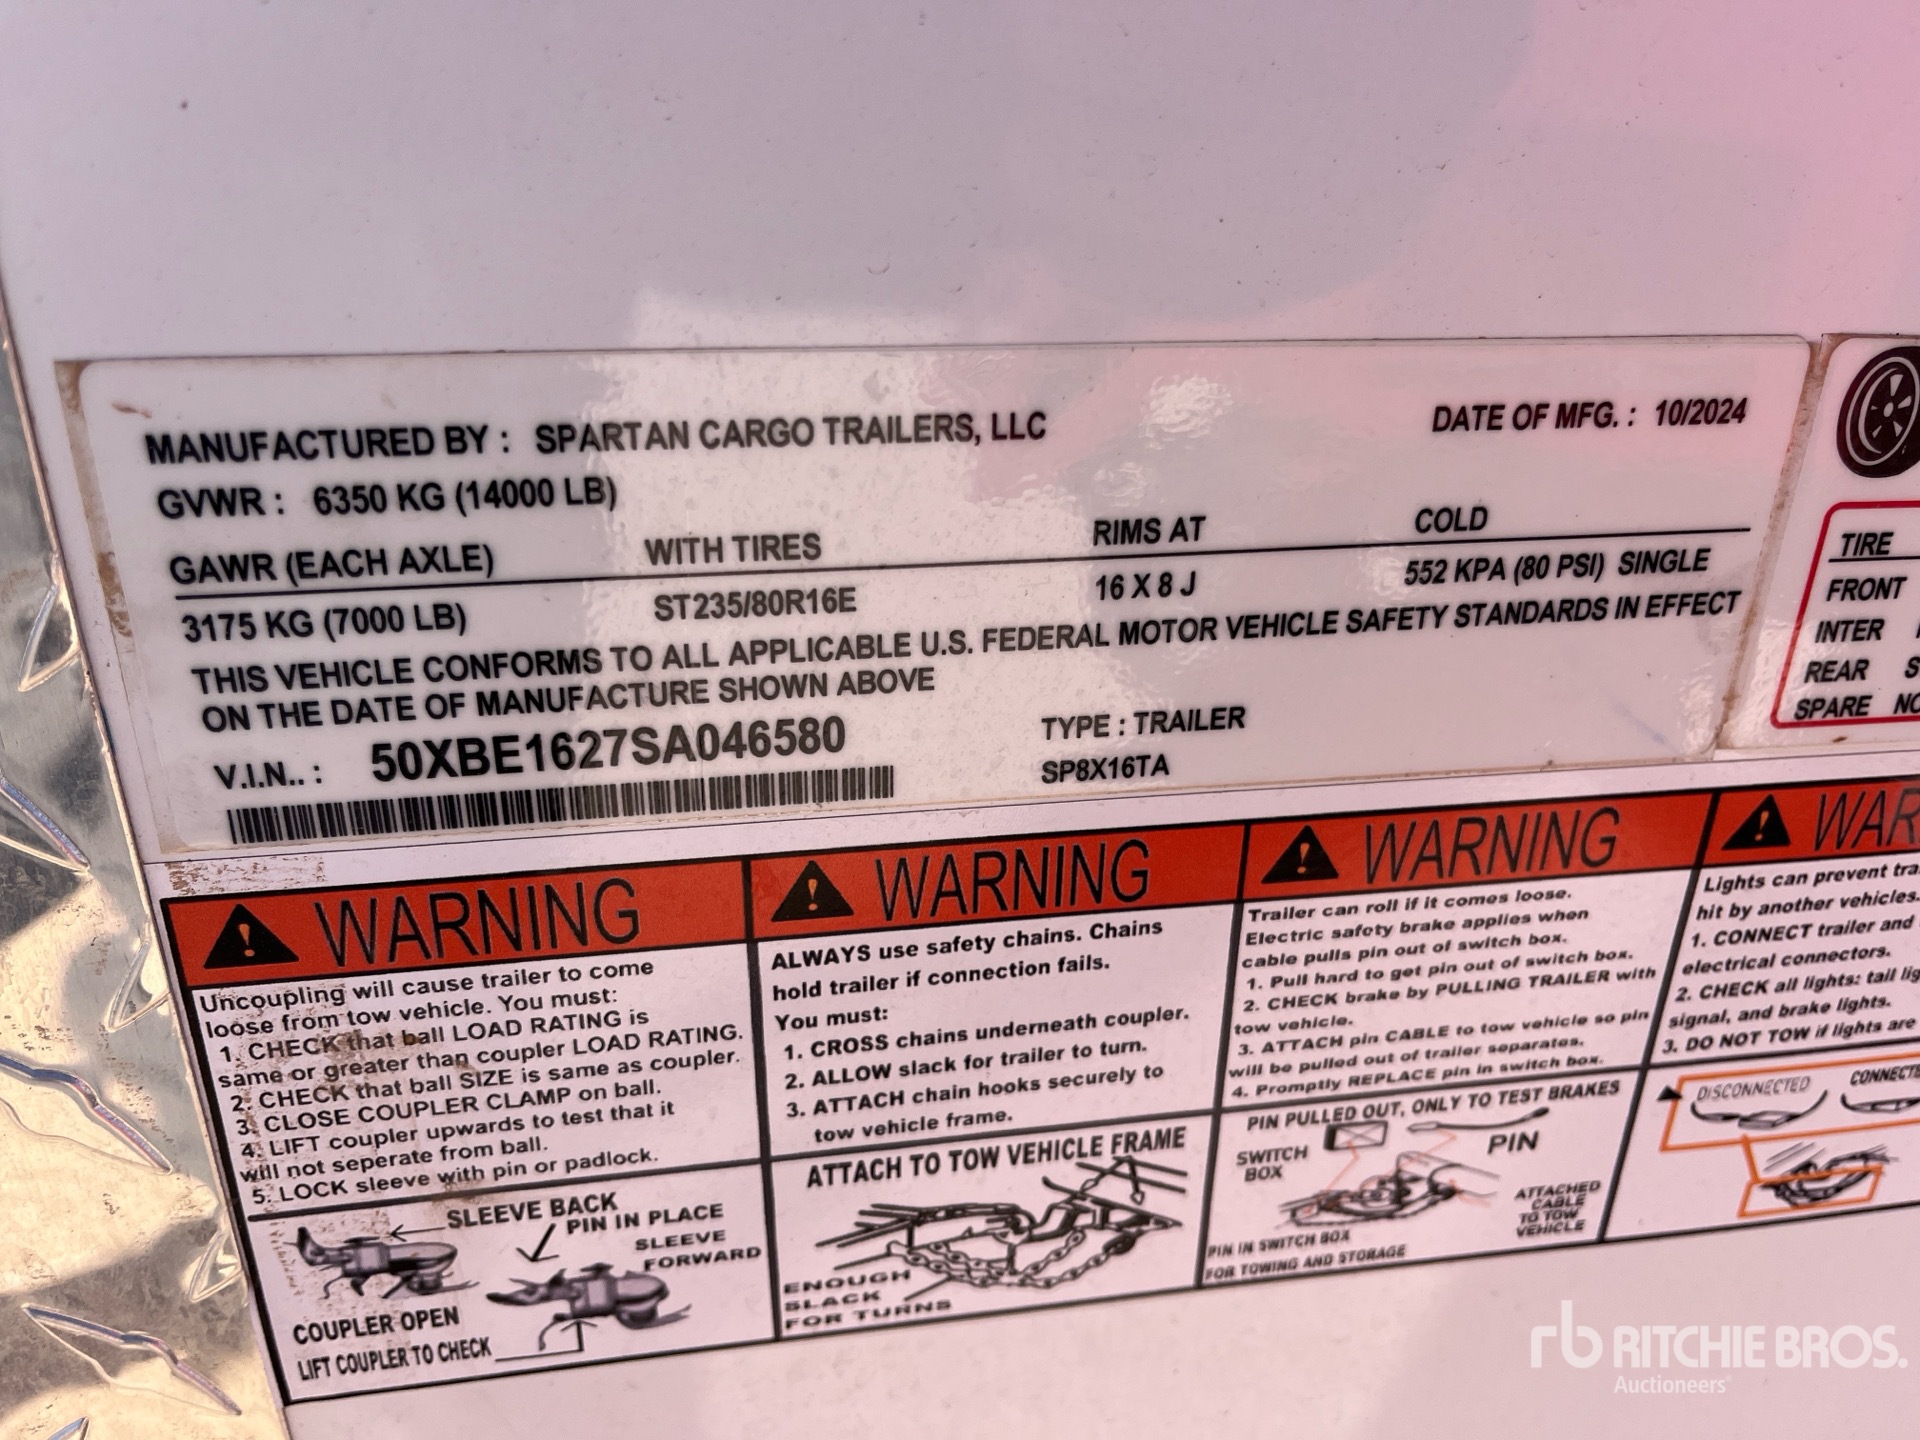 MANUFACTURED BY : SPARTAN CARGO TRAILERS, LLC DATE OF MFG. : 10/2024
GVWR : 6350 KG (14000 LB)
GAWR (EACH AXLE) WITH TIRES RIMS AT COLD
3175 KG (7000 LB) ST235/80R16E 16 X 8 J 552 KPA (80 PSI) SINGLE
THIS VEHICLE CONFORMS TO ALL APPLICABLE U.S. FEDERAL MOTOR VEHICLE SAFETY STANDARDS IN EFFECT
ON THE DATE OF MANUFACTURE SHOWN ABOVE
V.I.N.. : 50XBE1627SA046580 TYPE : TRAILER
SP8X16TA
TIRE
FRONT
INTER
REAR
SPARE
WARNING
Uncoupling will cause trailer to come
loose from tow vehicle. You must:
1. CHECK that ball LOAD RATING is
same or greater than coupler LOAD RATING.
2. CHECK that ball SIZE is same as coupler.
3. CLOSE COUPLER CLAMP on ball.
4. LIFT coupler upwards to test that it
will not seperate from ball.
5. LOCK sleeve with pin or padlock.
SLEEVE BACK
PIN IN PLACE
SLEEVE
FORWARD
COUPLER OPEN
LIFT COUPLER TO CHECK
WARNING
ALWAYS use safety chains. Chains
hold trailer if connection fails.
You must:
1. CROSS chains underneath coupler.
2. ALLOW slack for trailer to turn.
3. ATTACH chain hooks securely to
tow vehicle frame.
ATTACH TO TOW VEHICLE FRAME
ENOUGH
SLACK
FOR TURNS
WARNING
Trailer can roll if it comes loose.
Electric safety brake applies when
cable pulls pin out of switch box.
1. Pull hard to get pin out of switch box.
2. CHECK brake by PULLING TRAILER with
tow vehicle.
3. ATTACH pin CABLE to tow vehicle so pin
will be pulled out of trailer separates.
4. Promptly REPLACE pin in switch box.
PIN PULLED OUT, ONLY TO TEST BRAKES
SWITCH
BOX
PIN
ATTACHED
CABLE
TO TOW
VEHICLE
PIN IN SWITCH BOX
FOR TOWING AND STORAGE
WAR
Lights can prevent tra
hit by another vehicles.
1. CONNECT trailer and
electrical connectors.
2. CHECK all lights: tail lig
signal, and brake lights.
3. DO NOT TOW if lights are
DISCONNECTED
CONNECTE
rb RITCHIE BROS.
Auctioneers